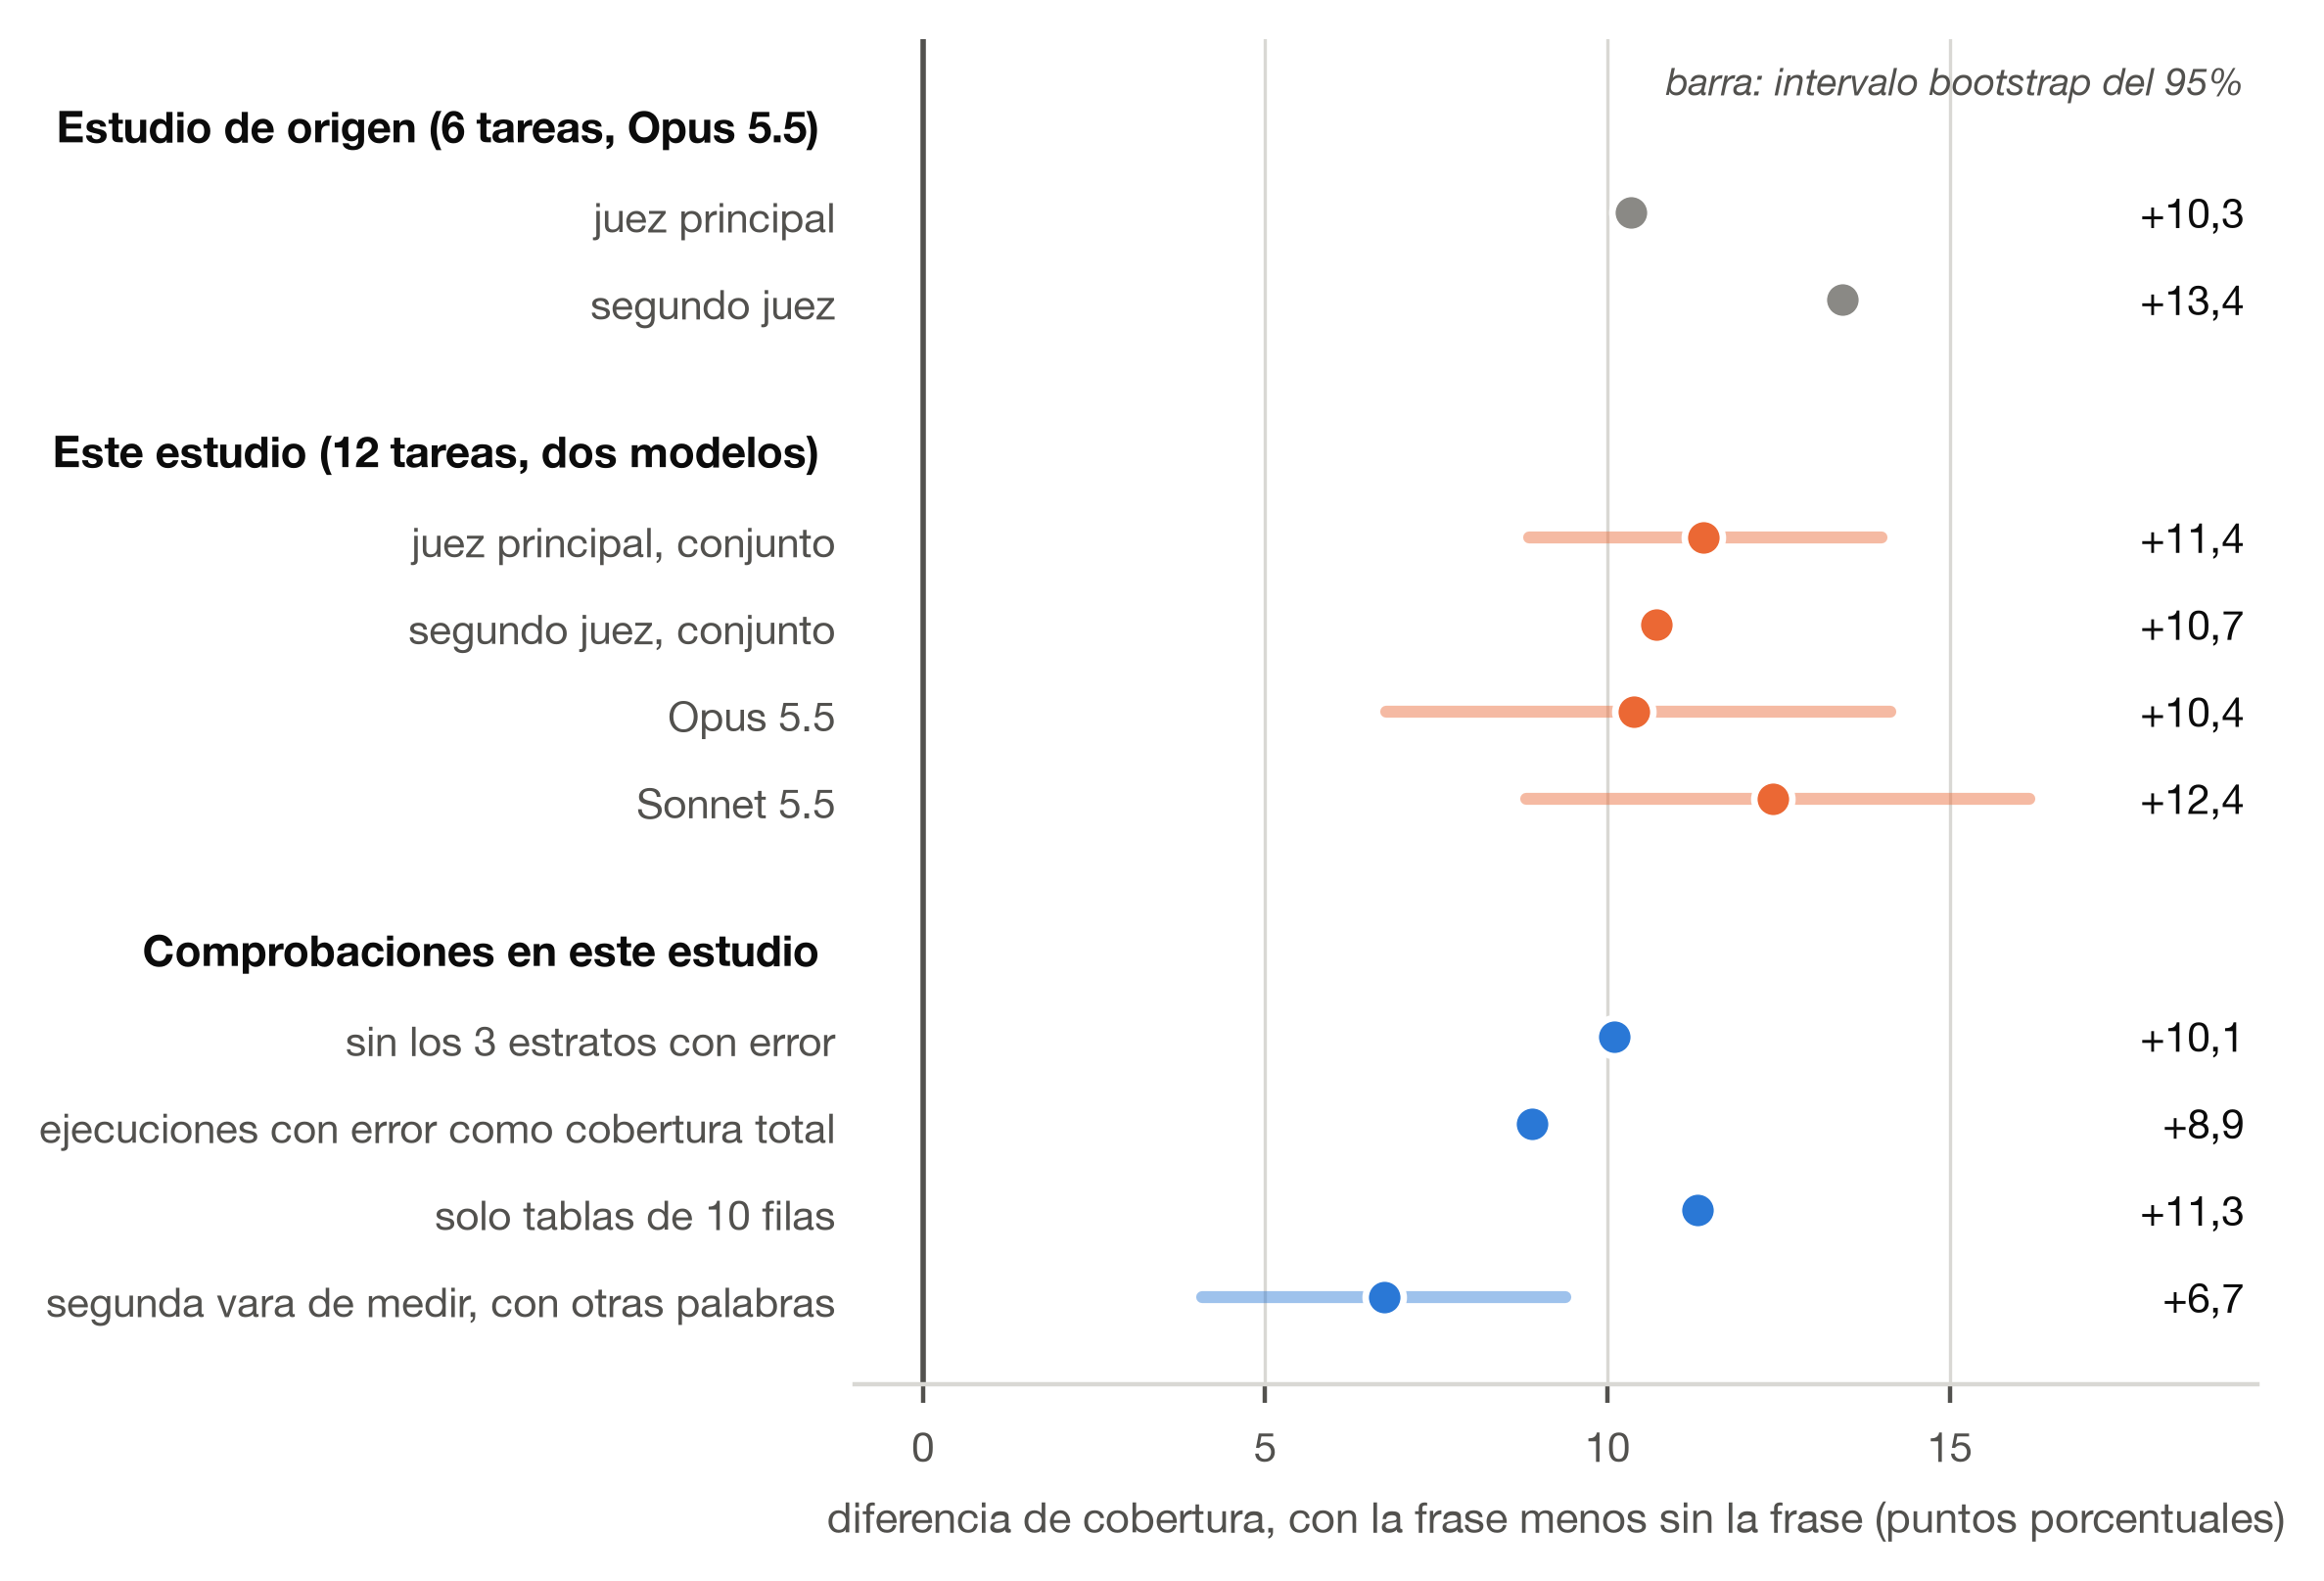 barra: intervalo bootstrap del 95%
Estudio de origen (6 tareas, Opus 5.5)
juez principal +10,3
segundo juez +13,4
Este estudio (12 tareas, dos modelos)
juez principal, conjunto +11,4
segundo juez, conjunto +10,7
Opus 5.5 +10,4
Sonnet 5.5 +12,4
Comprobaciones en este estudio
sin los 3 estratos con error +10,1
ejecuciones con error como cobertura total +8,9
solo tablas de 10 filas +11,3
segunda vara de medir, con otras palabras +6,7
0 5 10 15
diferencia de cobertura, con la frase menos sin la frase (puntos porcentuales)